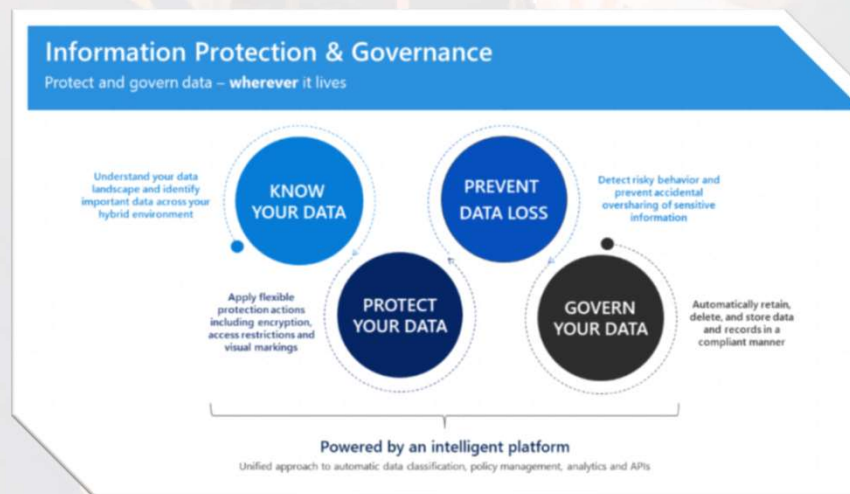 Information Protection & Governance
Protect and govern data – wherever it lives
Understand your data
landscape and identify
important data across your
hybrid environment
KNOW
YOUR DATA
PREVENT
DATA LOSS
Detect risky behavior and
prevent accidental
oversharing of sensitive
information
Apply flexible
protection actions
including encryption,
access restrictions and
visual markings
PROTECT
YOUR DATA
GOVERN
YOUR DATA
Automatically retain,
delete, and store data
and records in a
compliant manner
Powered by an intelligent platform
Unified approach to automatic data classification, policy management, analytics and APIs